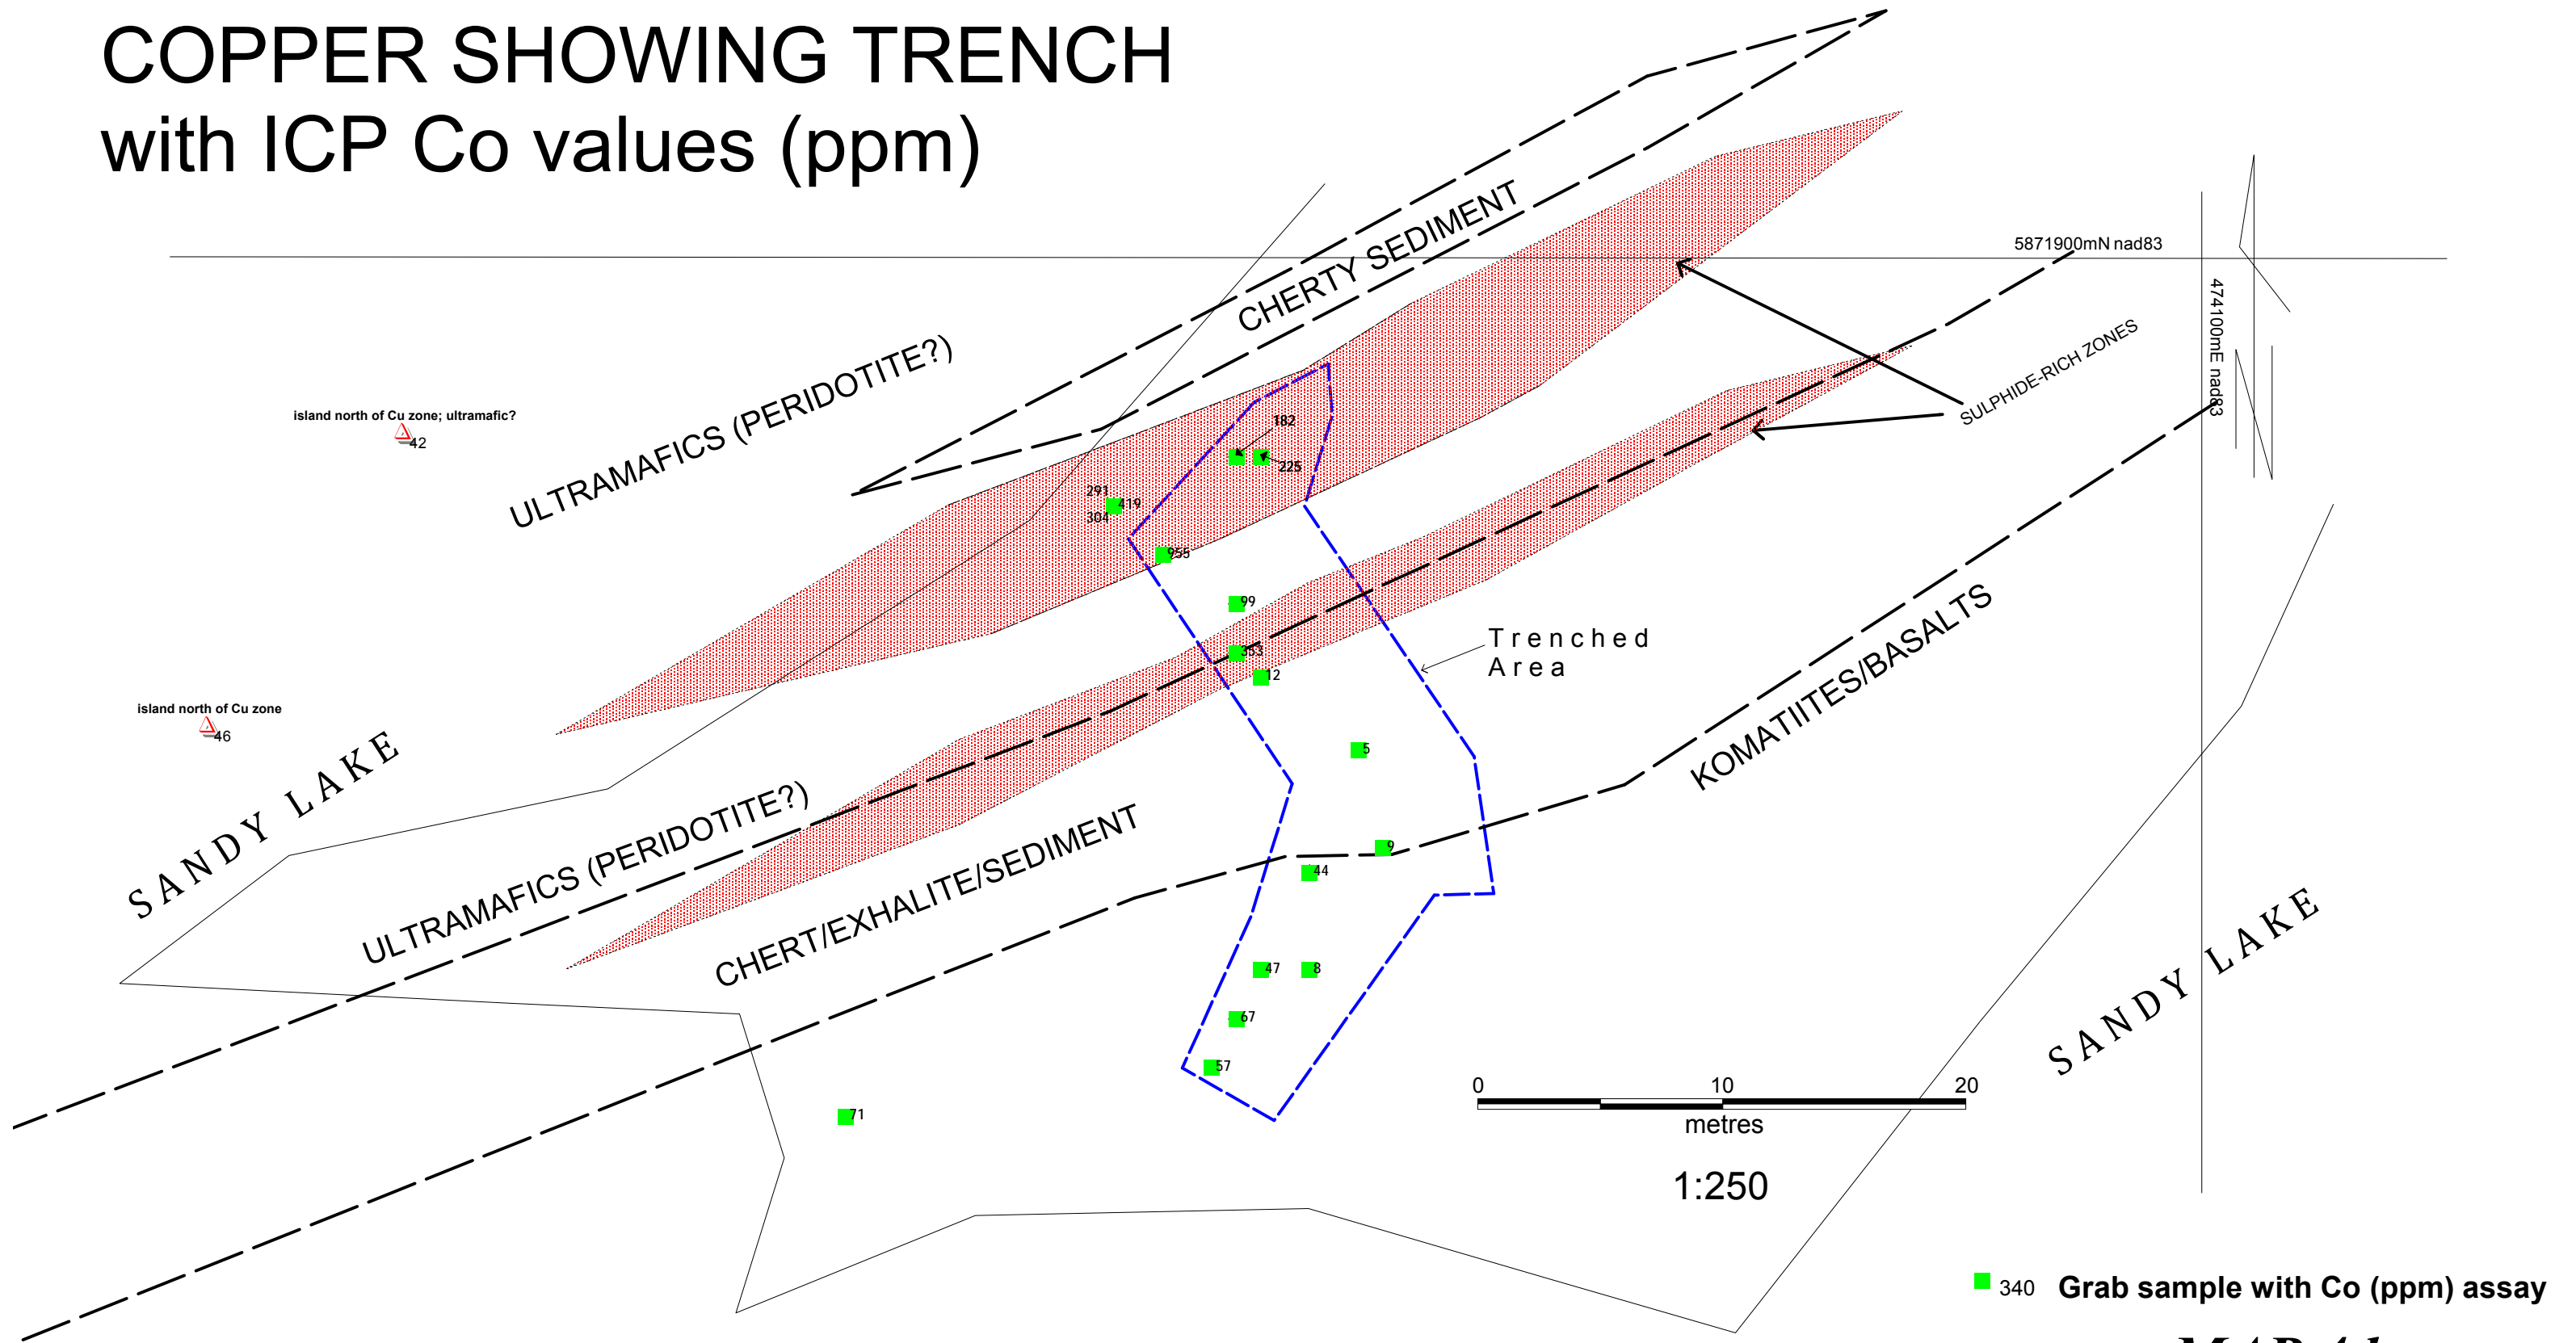 COPPER SHOWING TRENCH
with ICP Co values (ppm)
CHERTY SEDIMENT
5871900mN nad83
474100mE nad83
SULPHIDE-RICH ZONES
ULTRAMAFICS (PERIDOTITE?)
island north of Cu zone; ultramafic?
42
182
225
291
419
304
955
99
353
12
Trenched
Area
KOMATIITES/BASALTS
island north of Cu zone
46
SANDY LAKE
5
ULTRAMAFICS (PERIDOTITE?)
CHERT/EXHALITE/SEDIMENT
9
44
47
8
67
57
71
SANDY LAKE
0 10 20
metres
1:250
340 Grab sample with Co (ppm) assay